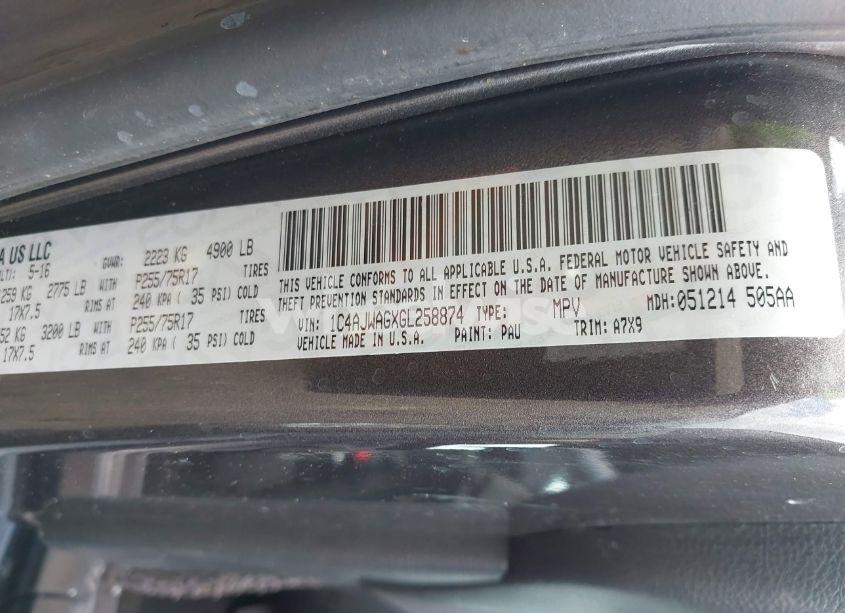 A US LLC
LT): 5-16 GVWR: 2223 KG 4900 LB
259 KG 2775 LB WITH P255/75R17 TIRES
17X7.5 RIMS AT 240 KPA ( 35 PSI) COLD
52 KG 3200 LB WITH P255/75R17 TIRES
17X7.5 RIMS AT 240 KPA ( 35 PSI) COLD
THIS VEHICLE CONFORMS TO ALL APPLICABLE U.S.A. FEDERAL MOTOR VEHICLE SAFETY AND
THEFT PREVENTION STANDARDS IN EFFECT ON THE DATE OF MANUFACTURE SHOWN ABOVE.
VIN: 1C4AJWAGXGL258874 TYPE: MPV MDH: 051214 505AA
VEHICLE MADE IN U.S.A. PAINT: PAU TRIM: A7X9